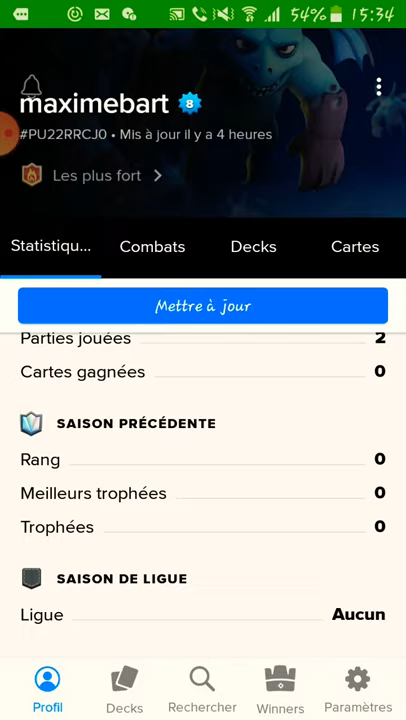 54% 15:34
maximebart 8
#PU22RRCJ0 • Mis à jour il y a 4 heures
Les plus fort
Statistiqu... Combats Decks Cartes
Mettre à jour
Parties jouées 2
Cartes gagnées 0
SAISON PRÉCÉDENTE
Rang 0
Meilleurs trophées 0
Trophées 0
SAISON DE LIGUE
Ligue Aucun
Profil Decks Rechercher Winners Paramètres